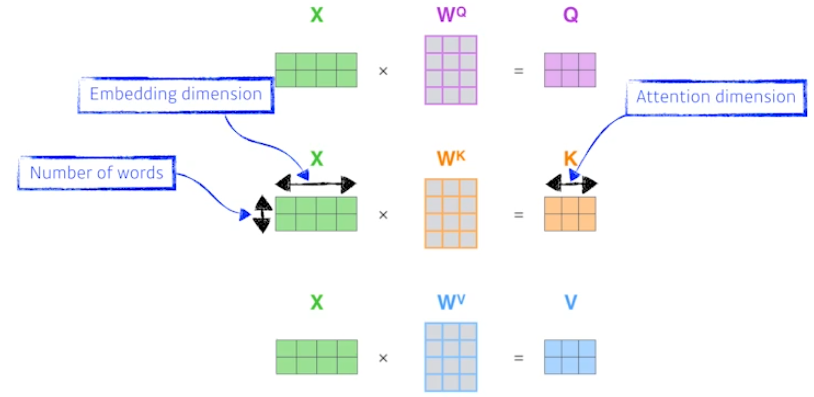 X × W^Q = Q
Embedding dimension
Attention dimension
Number of words
X × W^K = K
X × W^V = V